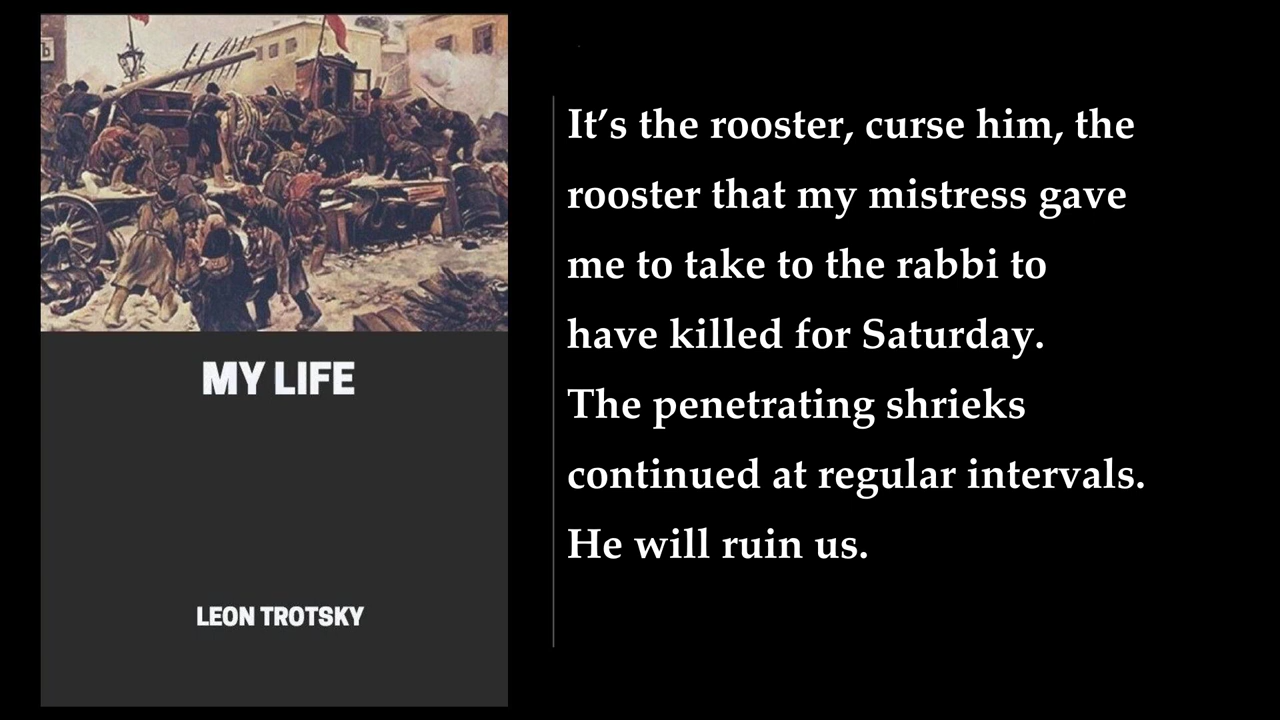 MY LIFE
LEON TROTSKY
It’s the rooster, curse him, the
rooster that my mistress gave
me to take to the rabbi to
have killed for Saturday.
The penetrating shrieks
continued at regular intervals.
He will ruin us.